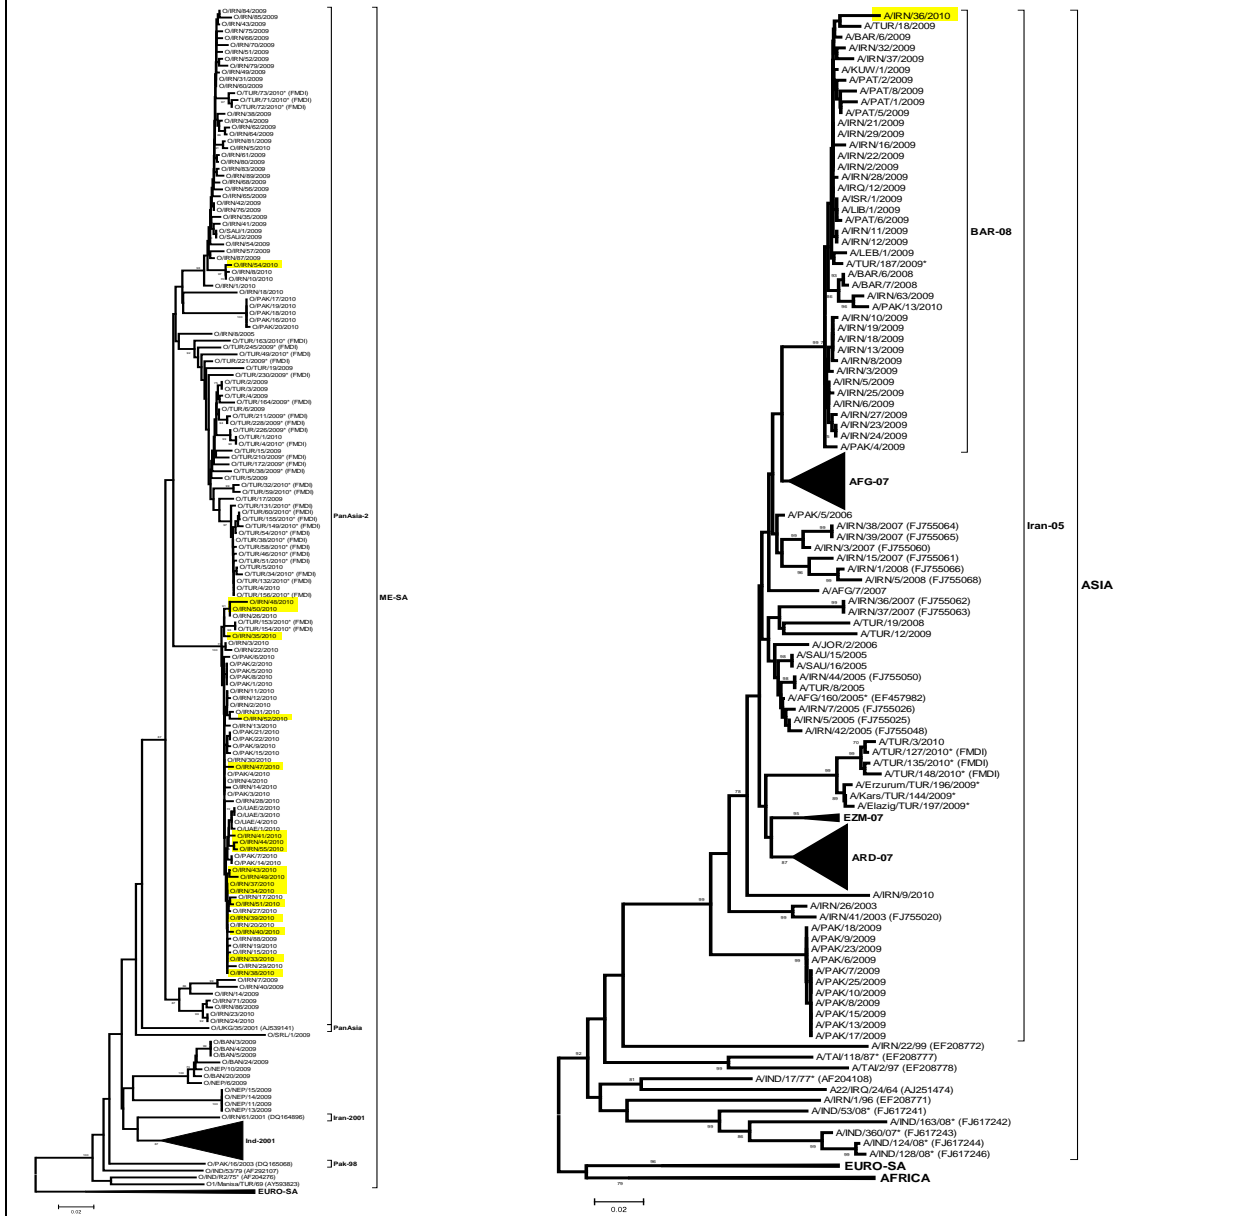 O/IRN/84/2009
O/IRN/85/2009
O/IRN/43/2009
O/IRN/75/2009
O/IRN/66/2009
O/IRN/70/2009
O/IRN/51/2009
O/IRN/52/2009
O/IRN/79/2009
O/IRN/49/2009
O/IRN/31/2009
O/IRN/60/2009
O/TUR/73/2010* (FMDI)
O/TUR/71/2010* (FMDI)
O/TUR/72/2010* (FMDI)
O/IRN/38/2009
O/IRN/34/2009
O/IRN/62/2009
O/IRN/64/2009
O/IRN/81/2009
O/IRN/5/2010
O/IRN/61/2009
O/IRN/80/2009
O/IRN/83/2009
O/IRN/89/2009
O/IRN/68/2009
O/IRN/56/2009
O/IRN/65/2009
O/IRN/42/2009
O/IRN/76/2009
O/IRN/35/2009
O/IRN/41/2009
O/SAU/1/2009
O/SAU/2/2009
O/IRN/54/2009
O/IRN/57/2009
O/IRN/87/2009
O/IRN/54/2010
O/IRN/8/2010
O/IRN/10/2010
O/IRN/1/2010
O/IRN/18/2010
O/PAK/17/2010
O/PAK/19/2010
O/PAK/18/2010
O/PAK/16/2010
O/PAK/20/2010
O/IRN/8/2005
O/TUR/163/2010* (FMDI)
O/TUR/245/2009* (FMDI)
O/TUR/49/2010* (FMDI)
O/TUR/221/2009* (FMDI)
O/TUR/19/2009
O/TUR/230/2009* (FMDI)
O/TUR/2/2009
O/TUR/3/2009
O/TUR/4/2009
O/TUR/164/2009* (FMDI)
O/TUR/6/2009
O/TUR/211/2009* (FMDI)
O/TUR/228/2009* (FMDI)
O/TUR/226/2009* (FMDI)
O/TUR/1/2010
O/TUR/4/2010* (FMDI)
O/TUR/15/2009
O/TUR/210/2009* (FMDI)
O/TUR/172/2009* (FMDI)
O/TUR/38/2009* (FMDI)
O/TUR/5/2009
O/TUR/32/2010* (FMDI)
O/TUR/59/2010* (FMDI)
O/TUR/17/2009
O/TUR/131/2010* (FMDI)
O/TUR/60/2010* (FMDI)
O/TUR/155/2010* (FMDI)
O/TUR/149/2010* (FMDI)
O/TUR/54/2010* (FMDI)
O/TUR/38/2010* (FMDI)
O/TUR/58/2010* (FMDI)
O/TUR/46/2010* (FMDI)
O/TUR/51/2010* (FMDI)
O/TUR/5/2010
O/TUR/34/2010* (FMDI)
O/TUR/132/2010* (FMDI)
O/TUR/4/2010
O/TUR/156/2010* (FMDI)
O/IRN/48/2010
O/IRN/50/2010
O/IRN/26/2010
O/TUR/153/2010* (FMDI)
O/TUR/154/2010* (FMDI)
O/IRN/35/2010
O/IRN/3/2010
O/IRN/22/2010
O/PAK/6/2010
O/PAK/2/2010
O/PAK/5/2010
O/PAK/8/2010
O/PAK/1/2010
O/IRN/11/2010
O/IRN/12/2010
O/IRN/2/2010
O/IRN/31/2010
O/IRN/52/2010
O/IRN/13/2010
O/PAK/21/2010
O/PAK/22/2010
O/PAK/9/2010
O/PAK/15/2010
O/IRN/30/2010
O/IRN/47/2010
O/PAK/4/2010
O/IRN/4/2010
O/IRN/14/2010
O/PAK/3/2010
O/IRN/28/2010
O/UAE/2/2010
O/UAE/3/2010
O/UAE/4/2010
O/UAE/1/2010
O/IRN/41/2010
O/IRN/44/2010
O/IRN/55/2010
O/PAK/7/2010
O/PAK/14/2010
O/IRN/43/2010
O/IRN/49/2010
O/IRN/37/2010
O/IRN/34/2010
O/IRN/17/2010
O/IRN/51/2010
O/IRN/27/2010
O/IRN/39/2010
O/IRN/20/2010
O/IRN/40/2010
O/IRN/88/2009
O/IRN/19/2010
O/IRN/15/2010
O/IRN/33/2010
O/IRN/29/2010
O/IRN/38/2010
O/IRN/7/2009
O/IRN/40/2009
O/IRN/14/2009
O/IRN/71/2009
O/IRN/86/2009
O/IRN/23/2010
O/IRN/24/2010
O/UKG/35/2001 (AJ539141)
O/SRL/1/2009
O/BAN/3/2009
O/BAN/4/2009
O/BAN/5/2009
O/BAN/24/2009
O/NEP/10/2009
O/BAN/20/2009
O/NEP/6/2009
O/NEP/15/2009
O/NEP/14/2009
O/NEP/11/2009
O/NEP/13/2009
O/IRN/61/2001 (DQ164896)
Ind-2001
O/PAK/16/2003 (DQ165068)
O/IND/53/79 (AF292107)
O/IND/R2/75* (AF204276)
O1/Manisa/TUR/69 (AY593823)
EURO-SA
0.02
PanAsia-2
PanAsia
Iran-2001
Pak-98
ME-SA
A/IRN/36/2010
A/TUR/18/2009
A/BAR/6/2009
A/IRN/32/2009
A/IRN/37/2009
A/KUW/1/2009
A/PAT/2/2009
A/PAT/8/2009
A/PAT/1/2009
A/PAT/5/2009
A/IRN/21/2009
A/IRN/29/2009
A/IRN/16/2009
A/IRN/22/2009
A/IRN/2/2009
A/IRN/28/2009
A/IRQ/12/2009
A/ISR/1/2009
A/LIB/1/2009
A/PAT/6/2009
A/IRN/11/2009
A/IRN/12/2009
A/LEB/1/2009
A/TUR/187/2009*
A/BAR/6/2008
A/BAR/7/2008
A/IRN/63/2009
A/PAK/13/2010
A/IRN/10/2009
A/IRN/19/2009
A/IRN/18/2009
A/IRN/13/2009
A/IRN/8/2009
A/IRN/3/2009
A/IRN/5/2009
A/IRN/25/2009
A/IRN/6/2009
A/IRN/27/2009
A/IRN/23/2009
A/IRN/24/2009
A/PAK/4/2009
AFG-07
A/PAK/5/2006
A/IRN/38/2007 (FJ755064)
A/IRN/39/2007 (FJ755065)
A/IRN/3/2007 (FJ755060)
A/IRN/15/2007 (FJ755061)
A/IRN/1/2008 (FJ755066)
A/IRN/5/2008 (FJ755068)
A/AFG/7/2007
A/IRN/36/2007 (FJ755062)
A/IRN/37/2007 (FJ755063)
A/TUR/19/2008
A/TUR/12/2009
A/JOR/2/2006
A/SAU/15/2005
A/SAU/16/2005
A/IRN/44/2005 (FJ755050)
A/TUR/8/2005
A/AFG/160/2005* (EF457982)
A/IRN/7/2005 (FJ755026)
A/IRN/5/2005 (FJ755025)
A/IRN/42/2005 (FJ755048)
A/TUR/3/2010
A/TUR/127/2010* (FMDI)
A/TUR/135/2010* (FMDI)
A/TUR/148/2010* (FMDI)
A/Erzurum/TUR/196/2009*
A/Kars/TUR/144/2009*
A/Elazig/TUR/197/2009*
EZM-07
ARD-07
A/IRN/9/2010
A/IRN/26/2003
A/IRN/41/2003 (FJ755020)
A/PAK/18/2009
A/PAK/9/2009
A/PAK/23/2009
A/PAK/6/2009
A/PAK/7/2009
A/PAK/25/2009
A/PAK/10/2009
A/PAK/8/2009
A/PAK/15/2009
A/PAK/13/2009
A/PAK/17/2009
A/IRN/22/99 (EF208772)
A/TAI/118/87* (EF208777)
A/TAI/2/97 (EF208778)
A/IND/17/77* (AF204108)
A22/IRQ/24/64 (AJ251474)
A/IRN/1/96 (EF208771)
A/IND/53/08* (FJ617241)
A/IND/163/08* (FJ617242)
A/IND/360/07* (FJ617243)
A/IND/124/08* (FJ617244)
A/IND/128/08* (FJ617246)
EURO-SA
AFRICA
0.02
BAR-08
Iran-05
ASIA